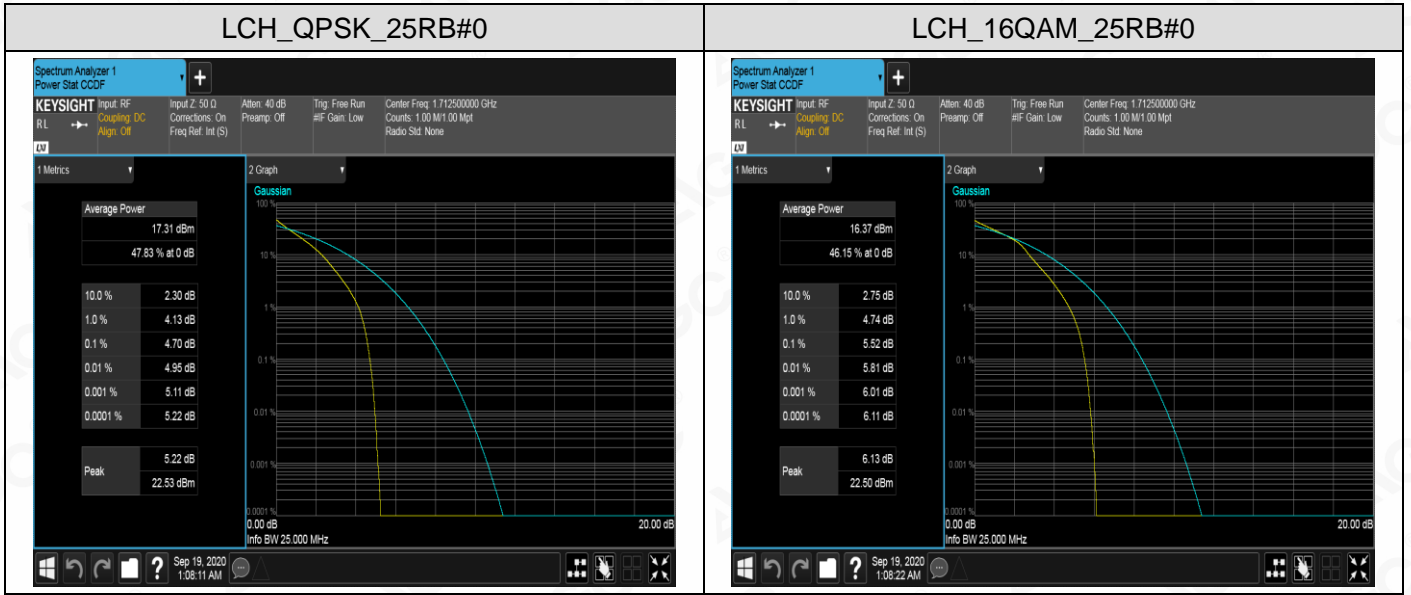 LCH_QPSK_25RB#0
Spectrum Analyzer 1
Power Stat CCDF
+
KEYSIGHT
RL
LXI
Input: RF
Coupling: DC
Align: Off
Input Z: 50 Ω
Corrections: On
Freq Ref: Int (S)
Atten: 40 dB
Preamp: Off
Trig: Free Run
#IF Gain: Low
Center Freq: 1.712500000 GHz
Counts: 1.00 M/1.00 Mpt
Radio Std: None
1 Metrics
Average Power
17.31 dBm
47.83 % at 0 dB
10.0 % 2.30 dB
1.0 % 4.13 dB
0.1 % 4.70 dB
0.01 % 4.95 dB
0.001 % 5.11 dB
0.0001 % 5.22 dB
Peak
5.22 dB
22.53 dBm
2 Graph
Gaussian
100 %
10 %
1 %
0.1 %
0.01 %
0.001 %
0.0001 %
0.00 dB 20.00 dB
Info BW 25.000 MHz
?
Sep 19, 2020
1:08:11 AM
LCH_16QAM_25RB#0
Spectrum Analyzer 1
Power Stat CCDF
+
KEYSIGHT
RL
LXI
Input: RF
Coupling: DC
Align: Off
Input Z: 50 Ω
Corrections: On
Freq Ref: Int (S)
Atten: 40 dB
Preamp: Off
Trig: Free Run
#IF Gain: Low
Center Freq: 1.712500000 GHz
Counts: 1.00 M/1.00 Mpt
Radio Std: None
1 Metrics
Average Power
16.37 dBm
46.15 % at 0 dB
10.0 % 2.75 dB
1.0 % 4.74 dB
0.1 % 5.52 dB
0.01 % 5.81 dB
0.001 % 6.01 dB
0.0001 % 6.11 dB
Peak
6.13 dB
22.50 dBm
2 Graph
Gaussian
100 %
10 %
1 %
0.1 %
0.01 %
0.001 %
0.0001 %
0.00 dB 20.00 dB
Info BW 25.000 MHz
?
Sep 19, 2020
1:08:22 AM